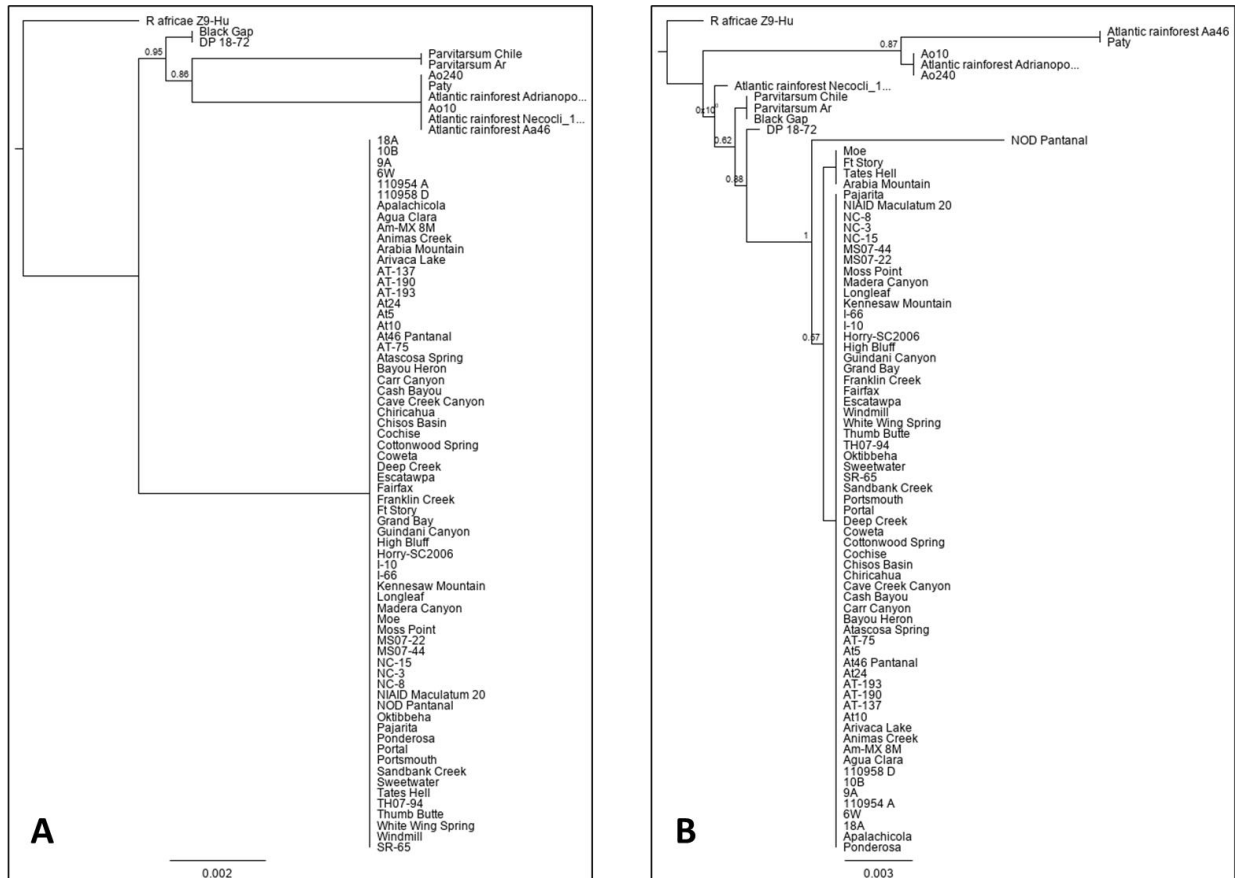 R africae Z9-Hu
Black Gap
DP 18-72
0.95
Parvitarsum Chile
Parvitarsum Ar
0.86
Ao240
Paty
Atlantic rainforest Adrianopo...
Ao10
Atlantic rainforest Necocli_1...
Atlantic rainforest Aa46
18A
10B
9A
6W
110954 A
110958 D
Apalachicola
Agua Clara
Am-MX 8M
Animas Creek
Arabia Mountain
Arivaca Lake
AT-137
AT-190
AT-193
At24
At5
At10
At46 Pantanal
AT-75
Atascosa Spring
Bayou Heron
Carr Canyon
Cash Bayou
Cave Creek Canyon
Chiricahua
Chisos Basin
Cochise
Cottonwood Spring
Coweta
Deep Creek
Escatawpa
Fairfax
Franklin Creek
Ft Story
Grand Bay
Guindani Canyon
High Bluff
Horry-SC2006
I-10
I-66
Kennesaw Mountain
Longleaf
Madera Canyon
Moe
Moss Point
MS07-22
MS07-44
NC-15
NC-3
NC-8
NIAID Maculatum 20
NOD Pantanal
Oktibbeha
Pajarita
Ponderosa
Portal
Portsmouth
Sandbank Creek
Sweetwater
Tates Hell
TH07-94
Thumb Butte
White Wing Spring
Windmill
SR-65
A
0.002
R africae Z9-Hu
Atlantic rainforest Aa46
Paty
0.87
Ao10
Atlantic rainforest Adrianopo...
Ao240
Atlantic rainforest Necocli_1...
Parvitarsum Chile
Parvitarsum Ar
Black Gap
DP 18-72
0.62
NOD Pantanal
Moe
Ft Story
Tates Hell
Arabia Mountain
Pajarita
NIAID Maculatum 20
NC-8
NC-3
NC-15
1
MS07-44
MS07-22
Moss Point
Madera Canyon
Longleaf
Kennesaw Mountain
I-66
I-10
Horry-SC2006
High Bluff
Guindani Canyon
Grand Bay
Franklin Creek
Fairfax
Escatawpa
Windmill
White Wing Spring
Thumb Butte
TH07-94
Oktibbeha
Sweetwater
SR-65
Sandbank Creek
Portsmouth
Portal
Deep Creek
Coweta
Cottonwood Spring
Cochise
Chisos Basin
Chiricahua
Cave Creek Canyon
Cash Bayou
Carr Canyon
Bayou Heron
Atascosa Spring
AT-75
At5
At46 Pantanal
At24
AT-193
AT-190
AT-137
At10
Arivaca Lake
Animas Creek
Am-MX 8M
Agua Clara
110958 D
10B
9A
110954 A
6W
18A
Apalachicola
Ponderosa
B
0.003